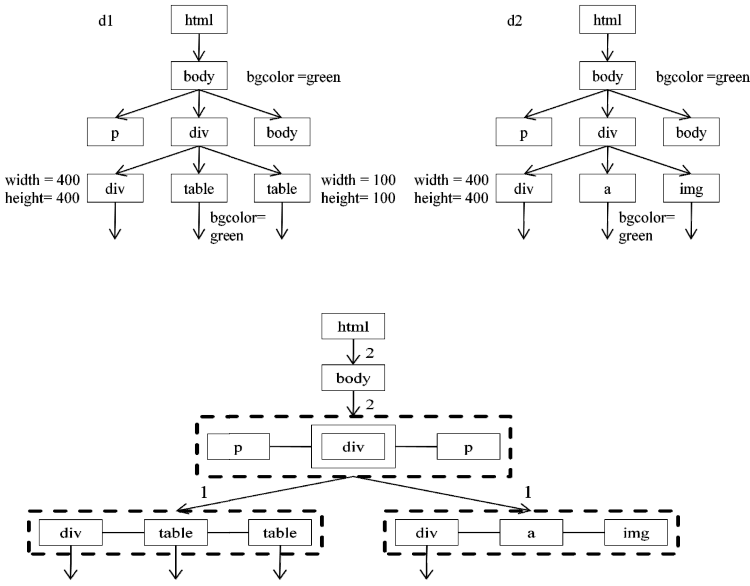 d1 html d2 html
body bgcolor =green body bgcolor=green
p div body p div body
width = 400 div table table width = 100 width = 400 div a img
height= 400 height= 100 height= 400
bgcolor= bgcolor=
green green
html
2
body
2
p div p
1 1
div table table div a img